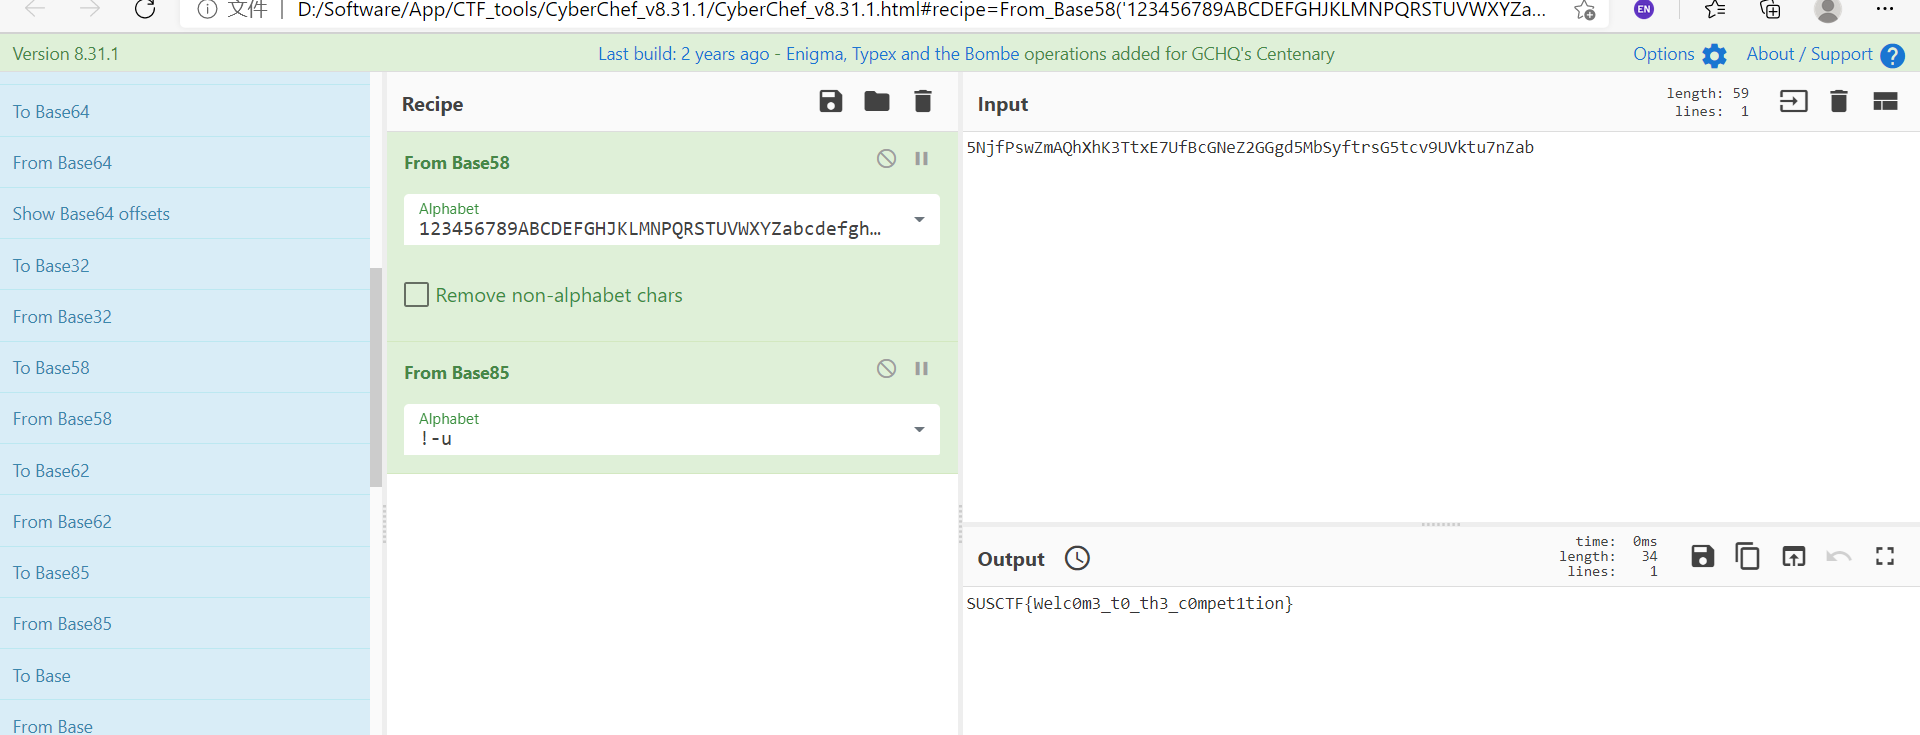 文件 D:/Software/App/CTF_tools/CyberChef_v8.31.1/CyberChef_v8.31.1.html#recipe=From_Base58('123456789ABCDEFGHJKLMNPQRSTUVWXYZa... EN
Version 8.31.1 Last build: 2 years ago - Enigma, Typex and the Bombe operations added for GCHQ's Centenary Options About / Support ?
To Base64
From Base64
Show Base64 offsets
To Base32
From Base32
To Base58
From Base58
To Base62
From Base62
To Base85
From Base85
To Base
From Base
Recipe
From Base58
Alphabet
123456789ABCDEFGHJKLMNPQRSTUVWXYZabcdefgh…
Remove non-alphabet chars
From Base85
Alphabet
!-u
Input
length: 59
lines: 1
5NjfPswZmAQhXhK3TtxE7UfBcGNeZ2GGgd5MbSyftrsG5tcv9UVktu7nZab
Output
time: 0ms
length: 34
lines: 1
SUSCTF{Welc0m3_t0_th3_c0mpet1tion}